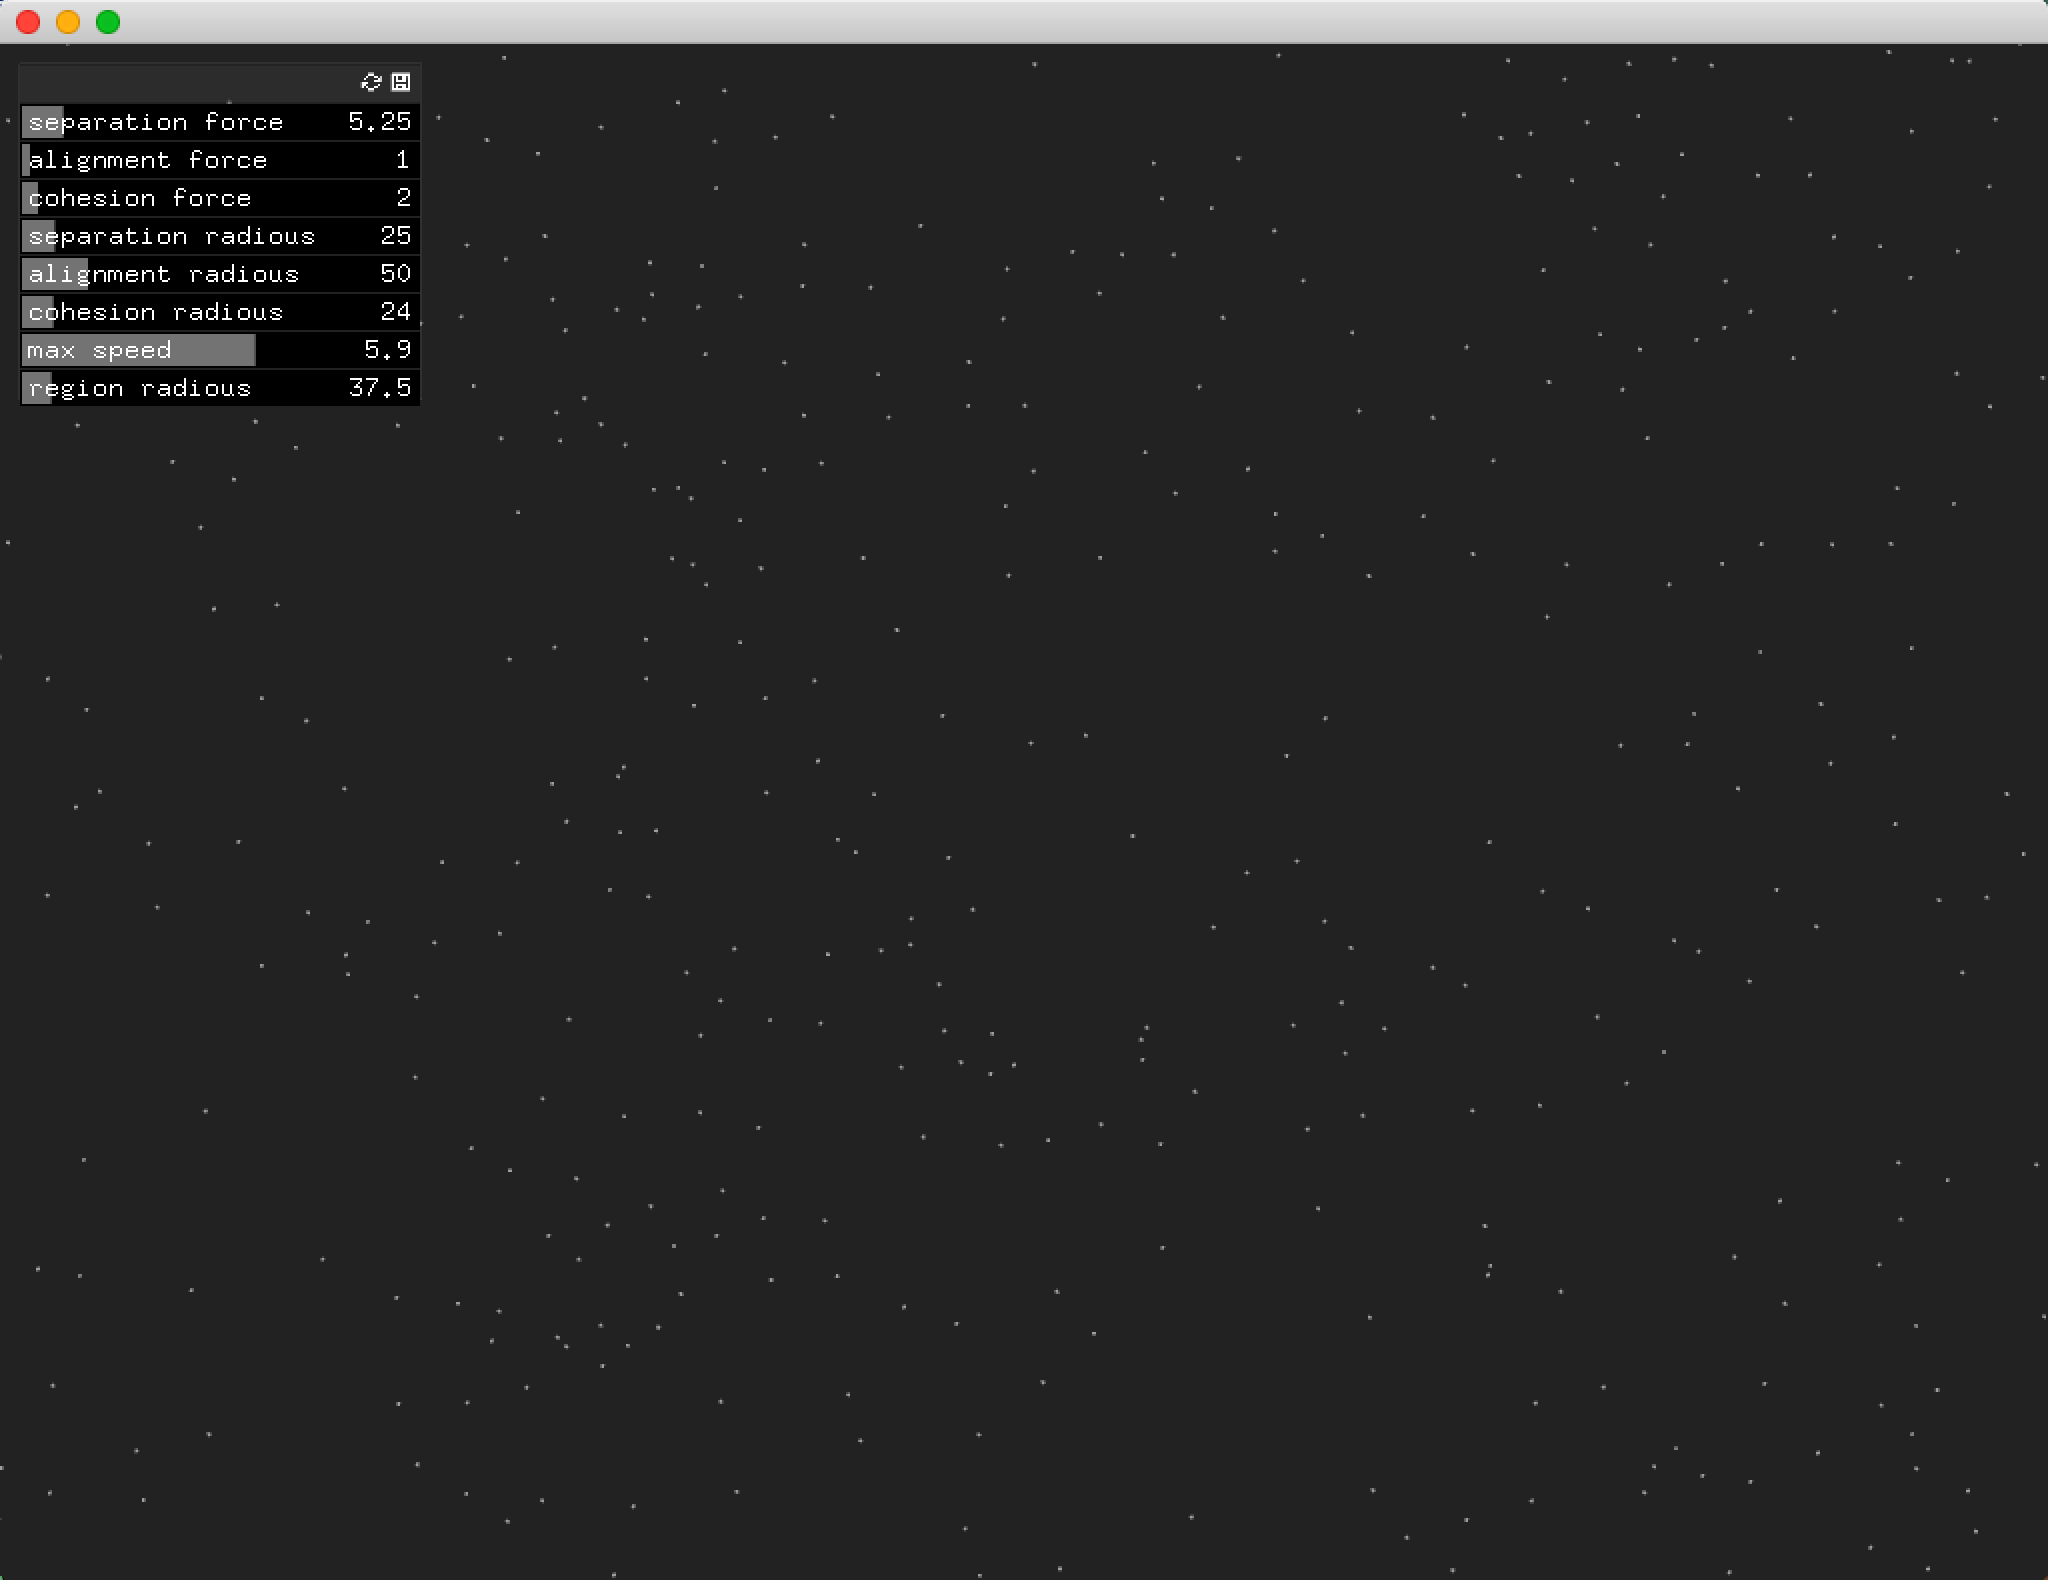 separation force 5.25
alignment force 1
cohesion force 2
separation radious 25
alignment radious 50
cohesion radious 24
max speed 5.9
region radious 37.5